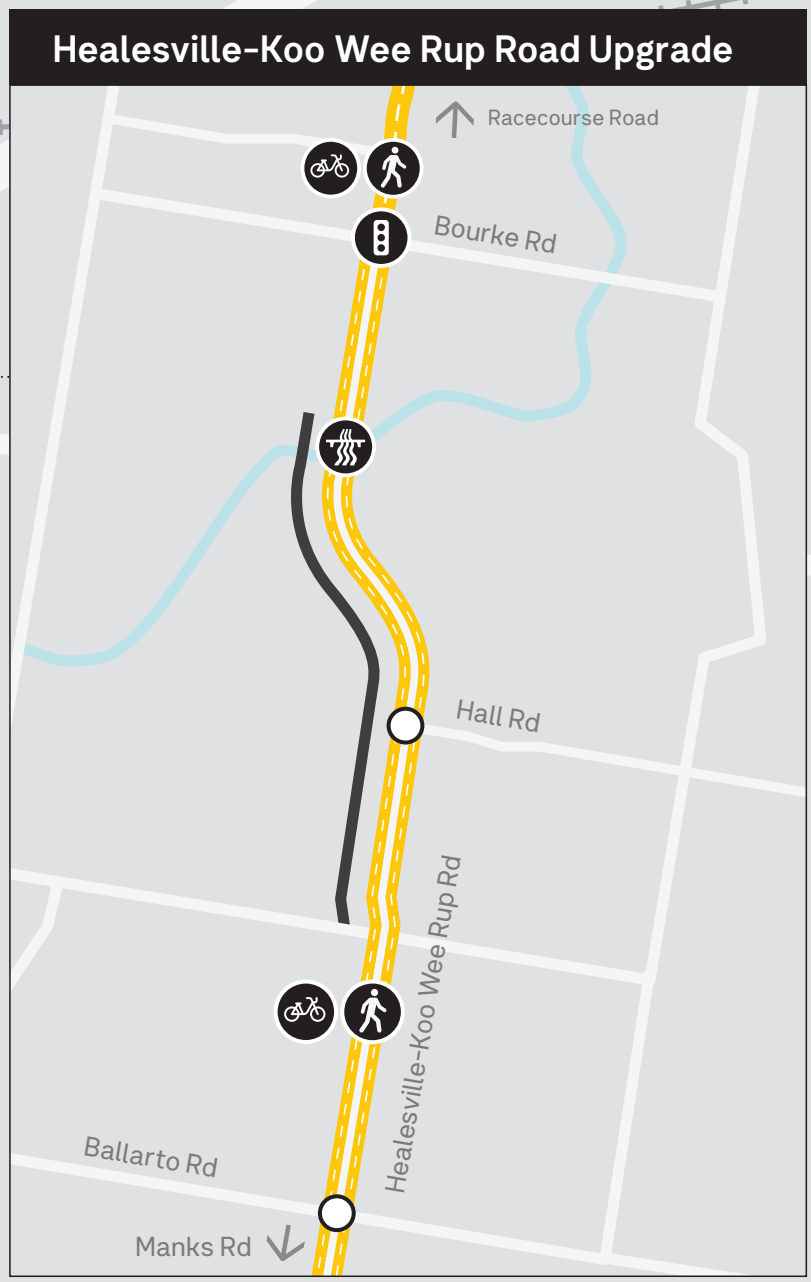 Healesville-Koo Wee Rup Road Upgrade
Racecourse Road
Bourke Rd
Hall Rd
Healesville-Koo Wee Rup Rd
Ballarto Rd
Manks Rd